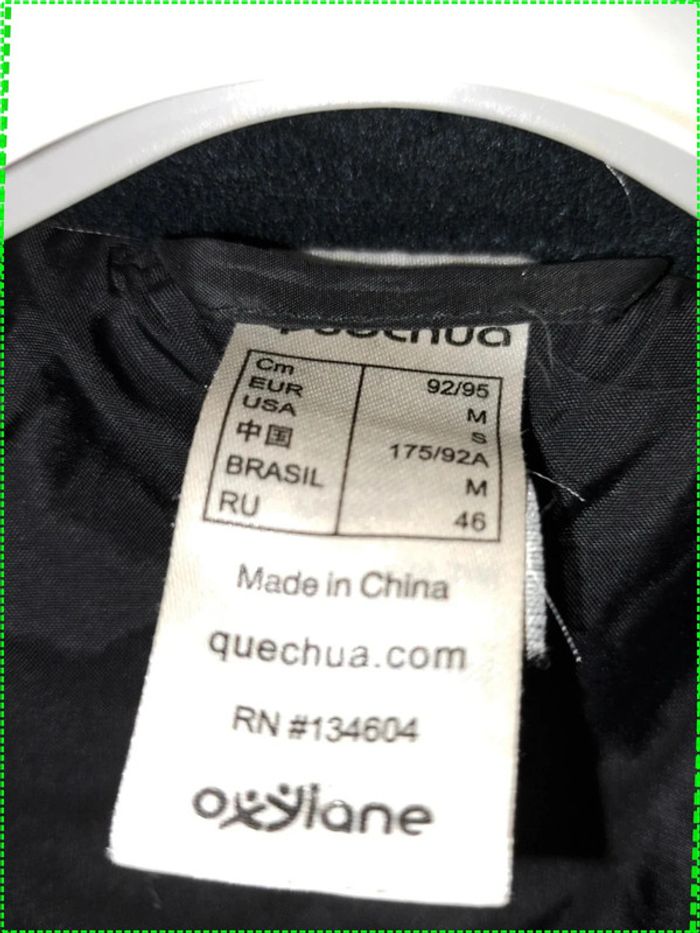 quechua
Cm 92/95
EUR M
USA S
中国 175/92A
BRASIL M
RU 46
Made in China
quechua.com
RN #134604
oxylane